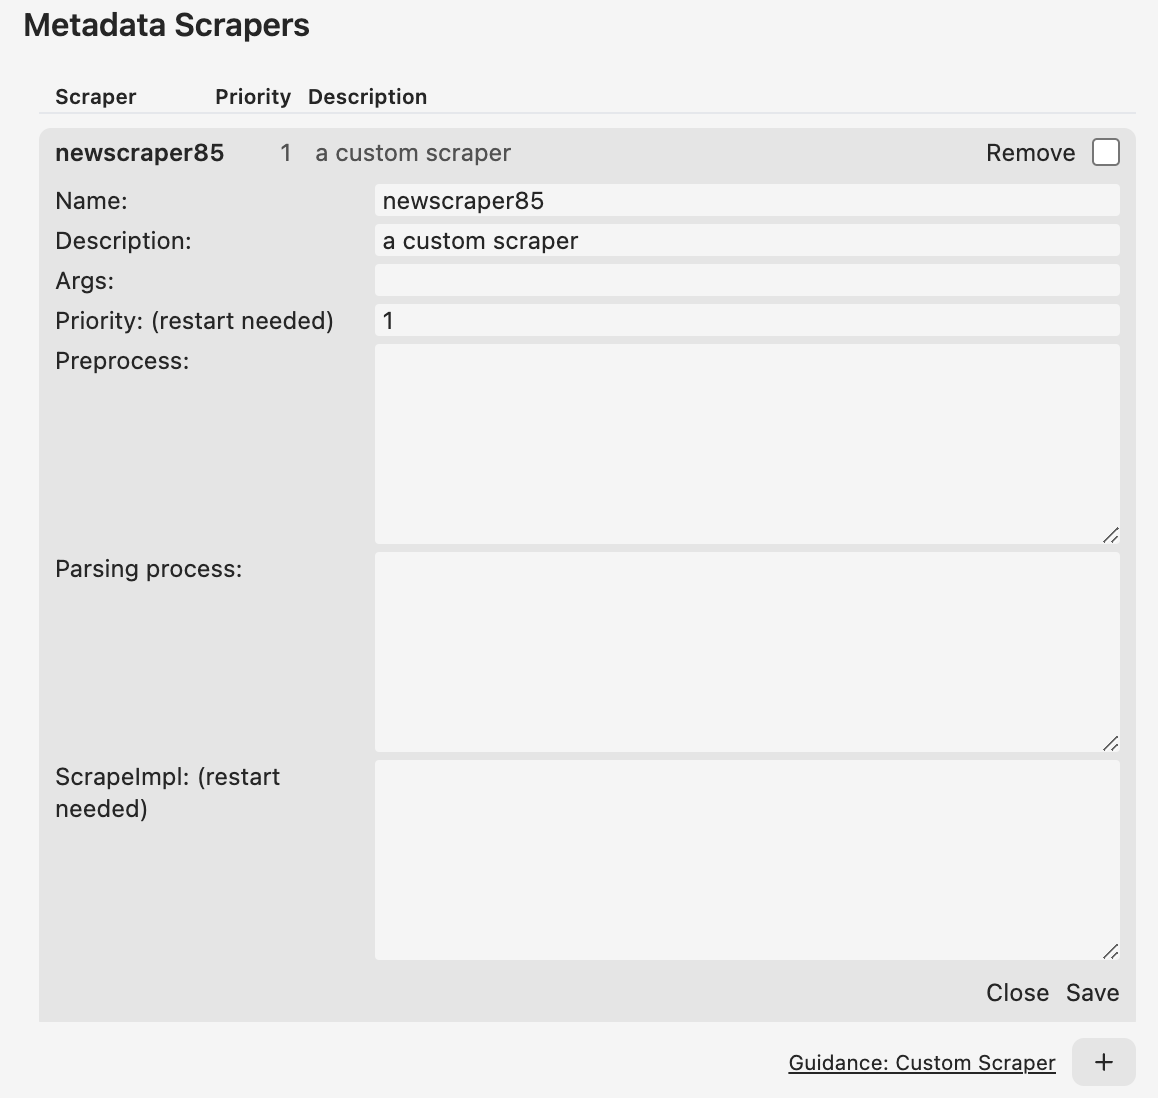 Metadata Scrapers
Scraper Priority Description
newscraper85 1 a custom scraper Remove
Name: newscraper85
Description: a custom scraper
Args:
Priority: (restart needed) 1
Preprocess:
Parsing process:
ScrapeImpl: (restart
needed)
Close Save
Guidance: Custom Scraper +